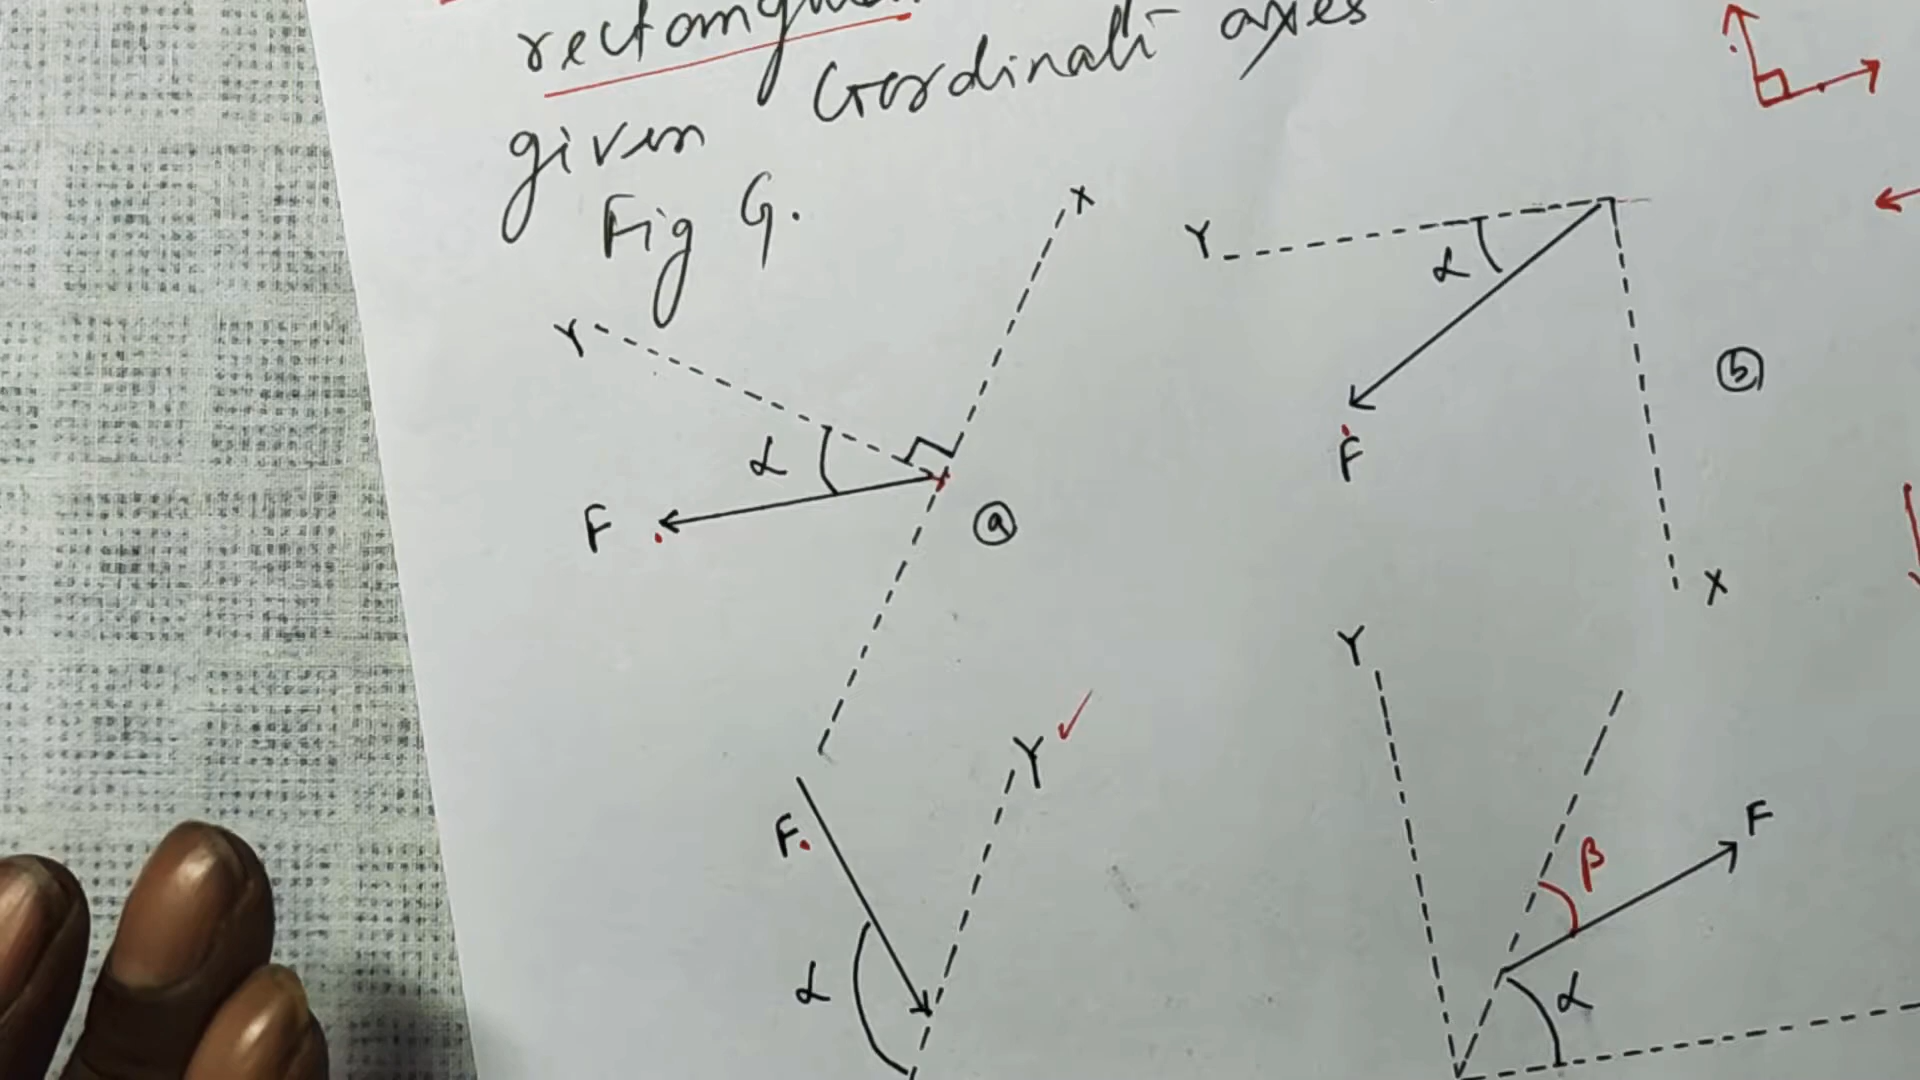 rectangular
given Coordinate axes
Fig 9.
X
Y
α
F
(a)
Y
α
F
(b)
X
F.
Y
α
Y
β
F
α